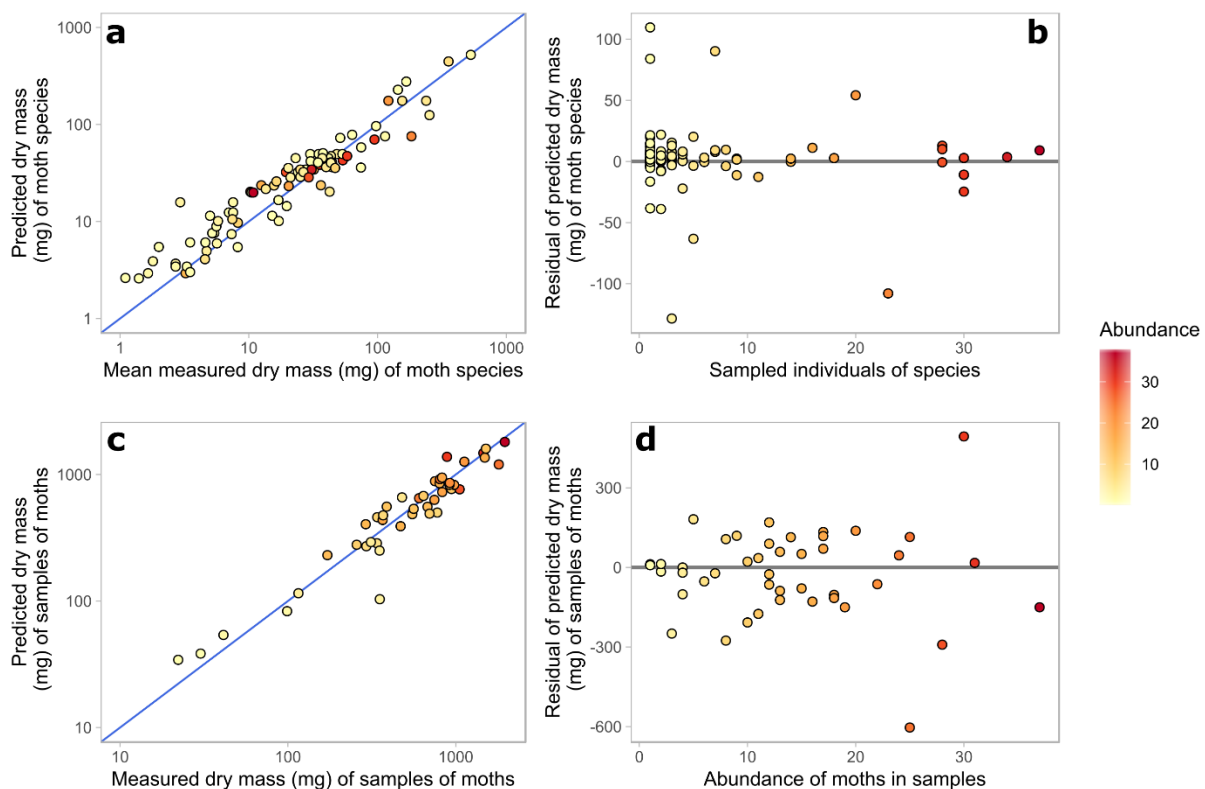 a
1000
100
10
1
Predicted dry mass
(mg) of moth species
1
10
100
1000
Mean measured dry mass (mg) of moth species
b
100
50
0
-50
-100
Residual of predicted dry mass
(mg) of moth species
0
10
20
30
Sampled individuals of species
c
1000
100
10
Predicted dry mass
(mg) of samples of moths
10
100
1000
Measured dry mass (mg) of samples of moths
d
300
0
-300
-600
Residual of predicted dry mass
(mg) of samples of moths
0
10
20
30
Abundance of moths in samples
Abundance
30
20
10